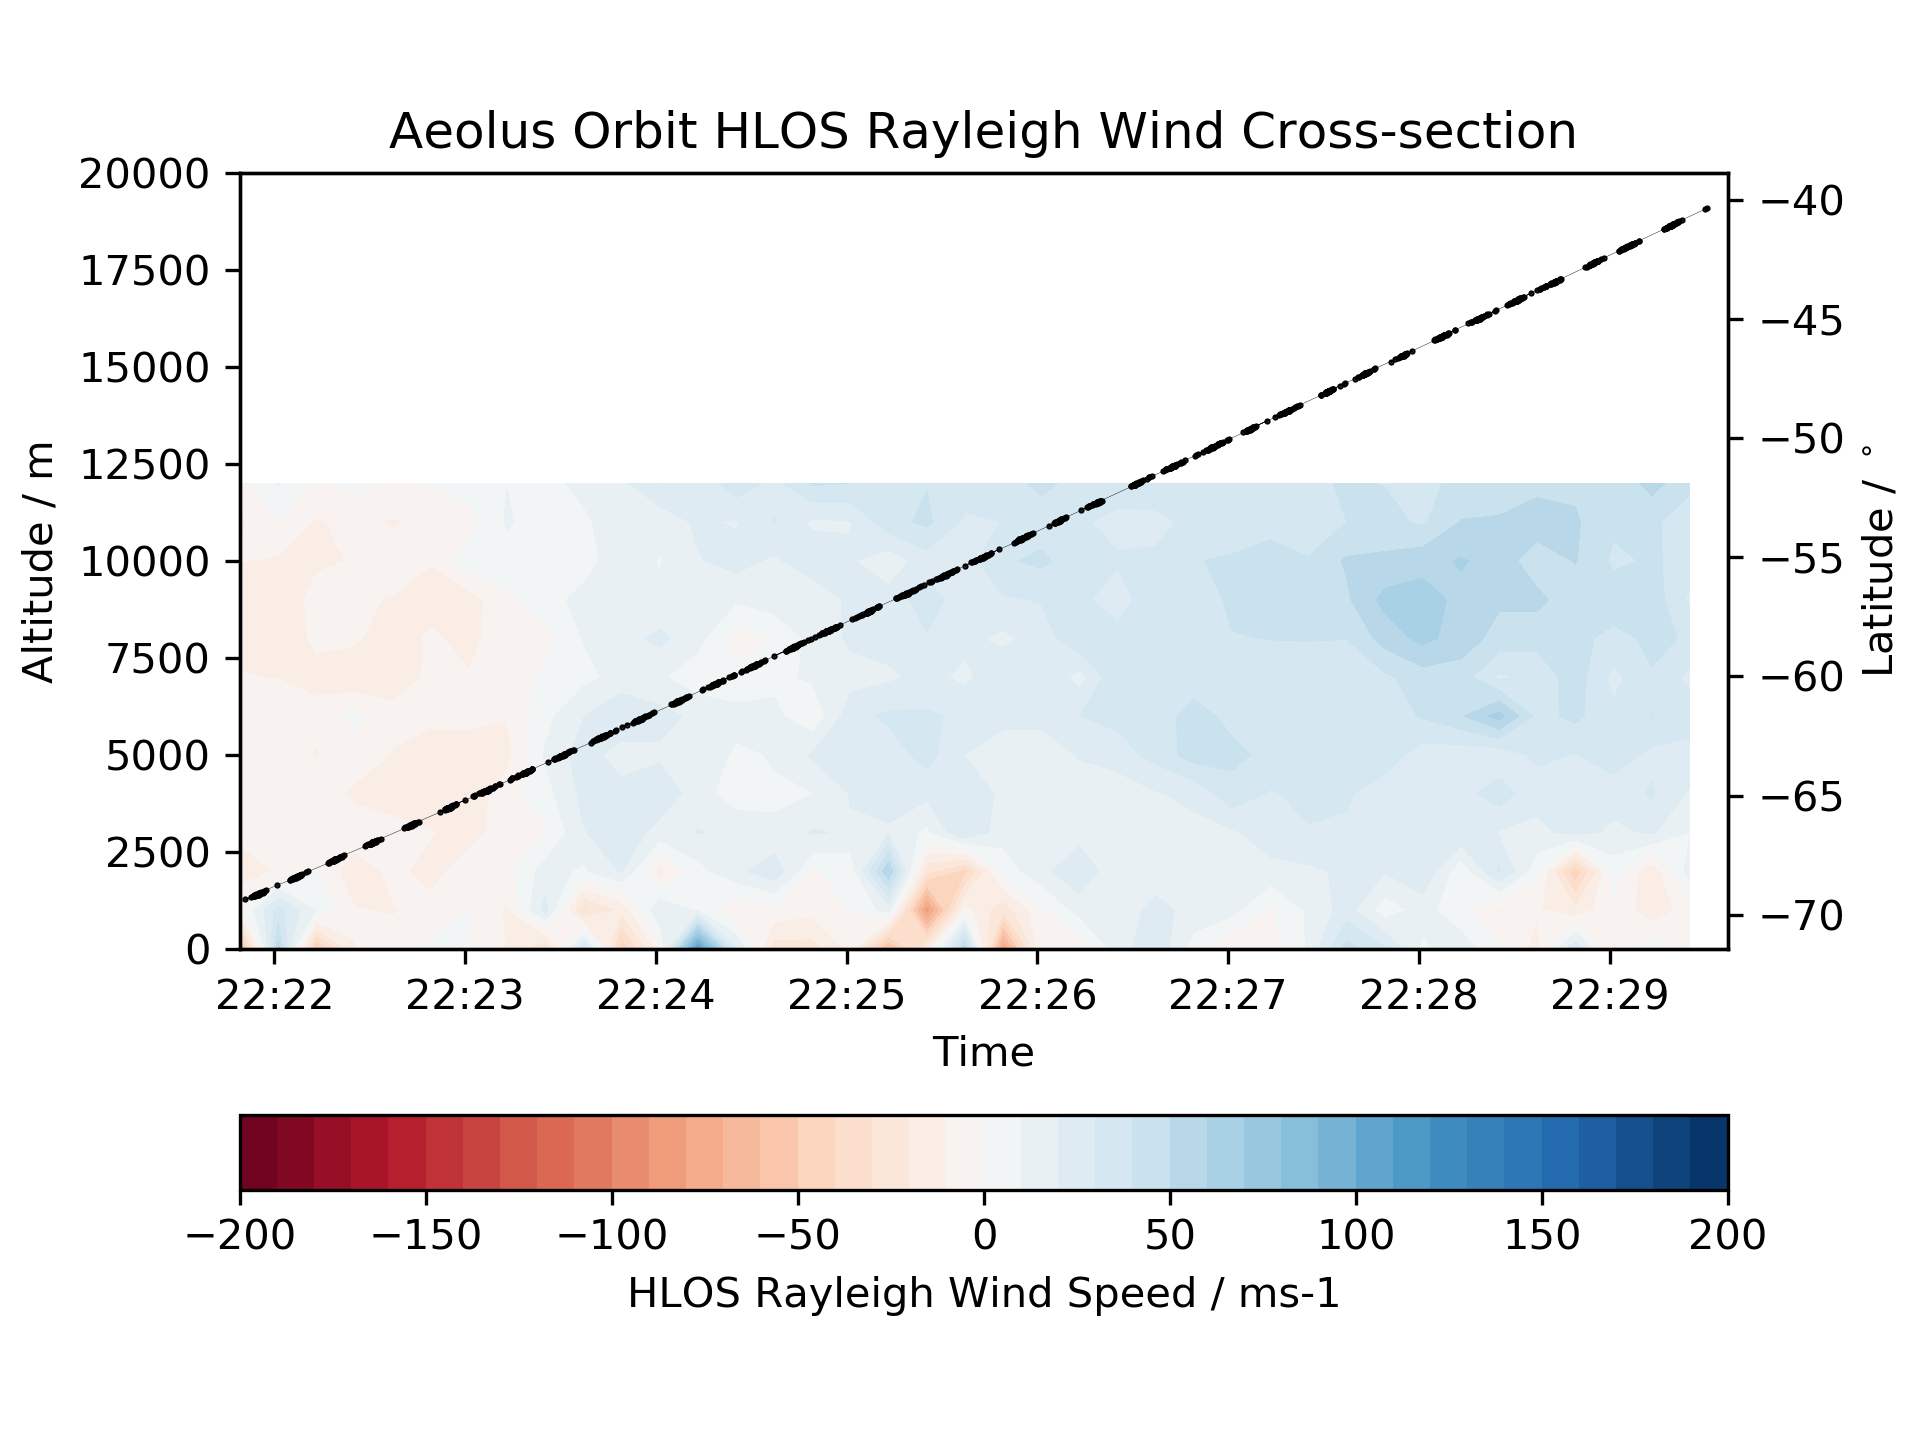 Aeolus Orbit HLOS Rayleigh Wind Cross-section
20000
17500
15000
12500
10000
7500
5000
2500
0
Altitude / m
−40
−45
−50
−55
−60
−65
−70
Latitude / °
22:22 22:23 22:24 22:25 22:26 22:27 22:28 22:29
Time
−200 −150 −100 −50 0 50 100 150 200
HLOS Rayleigh Wind Speed / ms-1